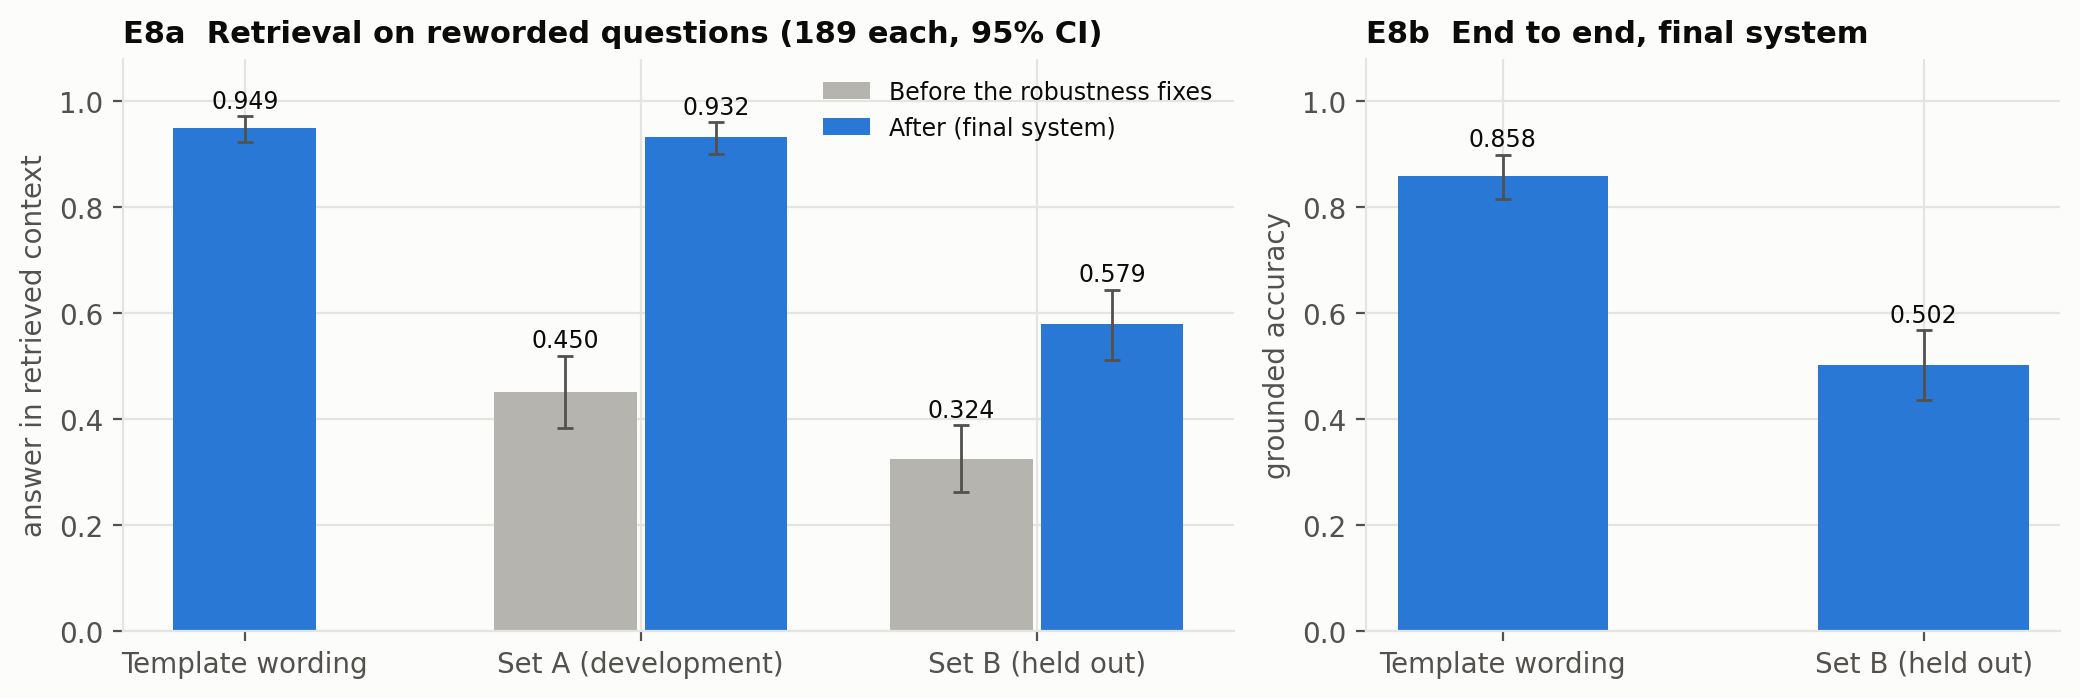 E8a  Retrieval on reworded questions (189 each, 95% CI)
answer in retrieved context
1.0
0.8
0.6
0.4
0.2
0.0
0.949
0.450
0.932
0.324
0.579
Before the robustness fixes
After (final system)
Template wording
Set A (development)
Set B (held out)
E8b  End to end, final system
grounded accuracy
1.0
0.8
0.6
0.4
0.2
0.0
0.858
0.502
Template wording
Set B (held out)